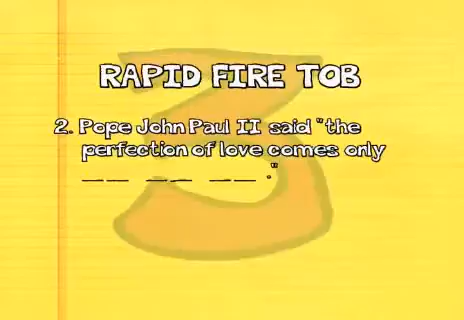 RAPID FIRE TOB
2. Pope John Paul II said "the
perfection of love comes only
__ __ __ ."